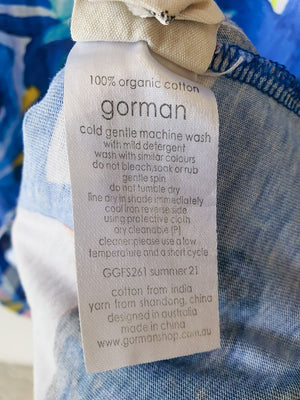 100% organic cotton
gorman
cold gentle machine wash
with mild detergent
wash with similar colours
do not bleach,soak or rub
gentle spin
do not tumble dry
line dry in shade immediately
cool iron reverse side
using protective cloth
dry cleanable (P)
cleaner please use a low
temperature and a short cycle
GGFS261 summer 21
cotton from india
yarn from shandong, china
designed in australia
made in china
www.gormanshop.com.au